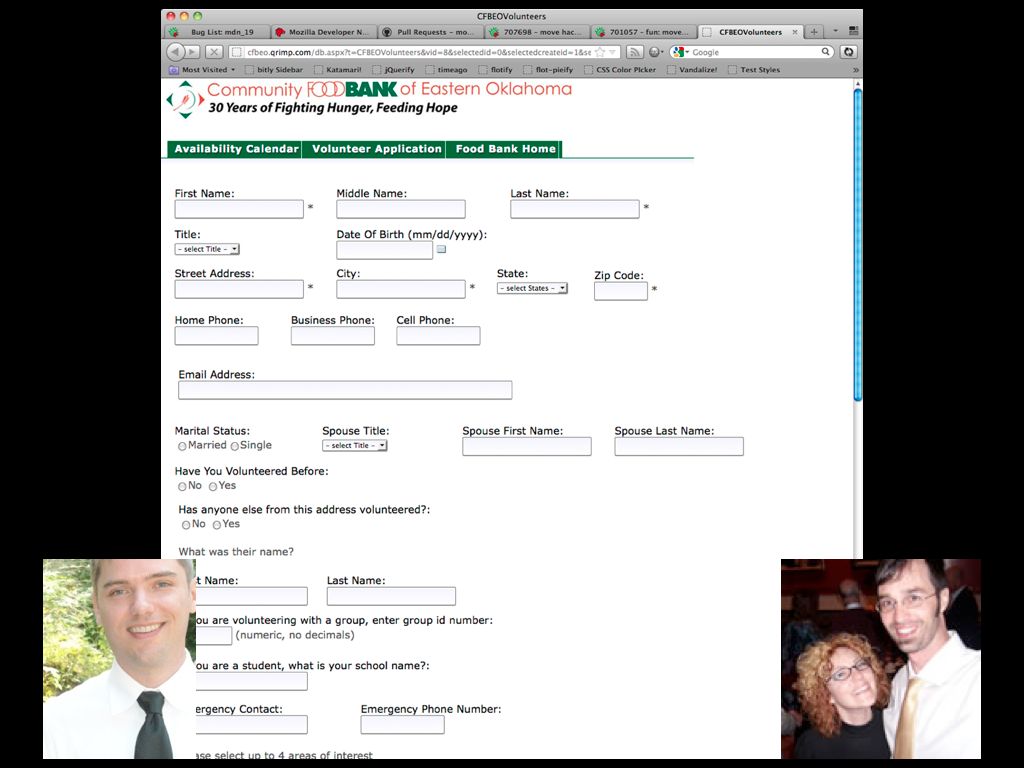 CFBEOVolunteers
Bug List: mdn_19
Mozilla Developer N...
Pull Requests – mo...
707698 – move hac...
701057 – fun: move...
CFBEOVolunteers
cfbeo.qrimp.com/db.aspx?t=CFBEOVolunteers&vid=8&selectedid=0&selectedcreateid=1&se
Google
Most Visited
bitly Sidebar
Katamari!
jQuerify
timeago
flotify
flot-pieify
CSS Color Picker
Vandalize!
Test Styles
»
Community FOODBANK of Eastern Oklahoma
30 Years of Fighting Hunger, Feeding Hope
Availability Calendar
Volunteer Application
Food Bank Home
First Name:
Middle Name:
Last Name:
*
*
Title:
Date Of Birth (mm/dd/yyyy):
– select Title –
Street Address:
City:
State:
Zip Code:
*
*
– select States –
*
Home Phone:
Business Phone:
Cell Phone:
Email Address:
Marital Status:
Spouse Title:
Spouse First Name:
Spouse Last Name:
Married
Single
– select Title –
Have You Volunteered Before:
No
Yes
Has anyone else from this address volunteered?:
No
Yes
What was their name?
t Name:
Last Name:
ou are volunteering with a group, enter group id number:
(numeric, no decimals)
ou are a student, what is your school name?:
ergency Contact:
Emergency Phone Number:
ase select up to 4 areas of interest